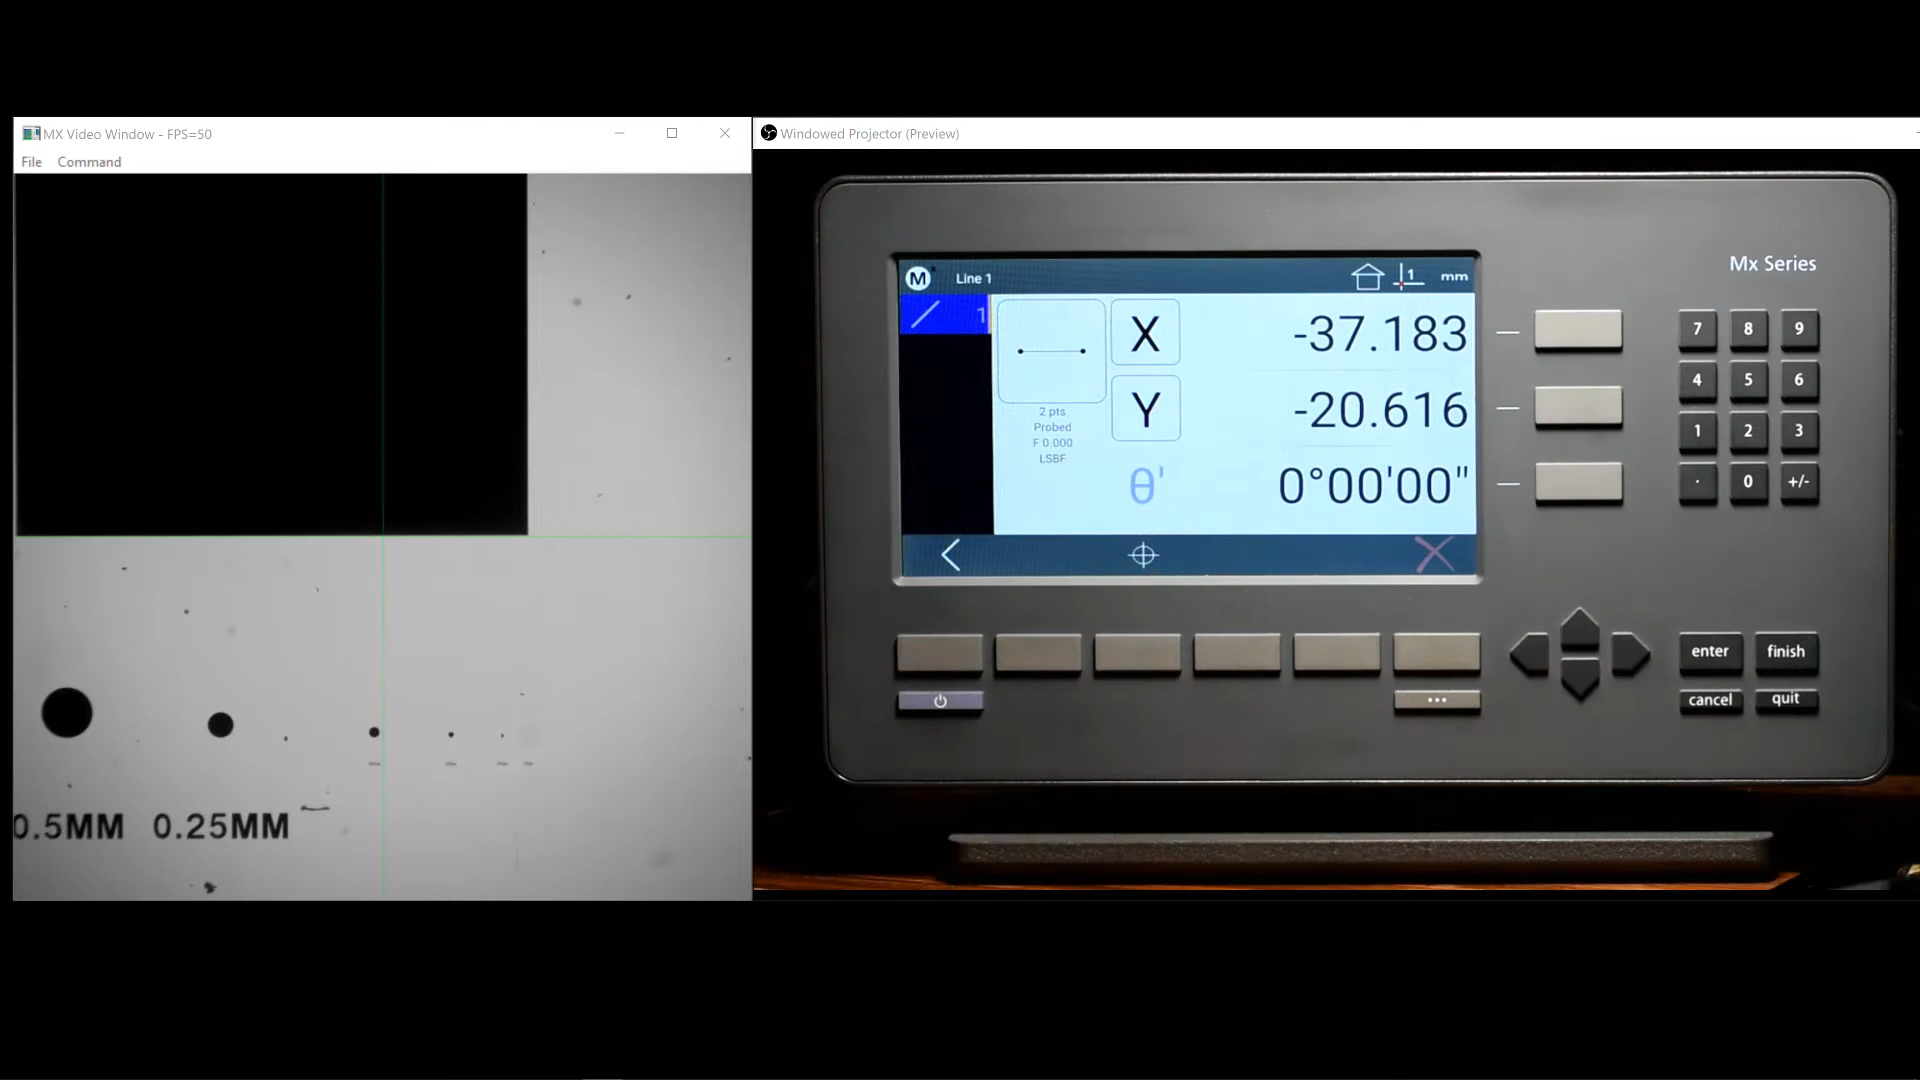 MX Video Window - FPS=50
File Command
0.5MM 0.25MM
Windowed Projector (Preview)
Mx Series
M Line 1
1 mm
1
2 pts
Probed
F 0.000
LSBF
X -37.183
Y -20.616
θ' 0°00'00"
7 8 9
4 5 6
1 2 3
. 0 +/-
enter finish
cancel quit